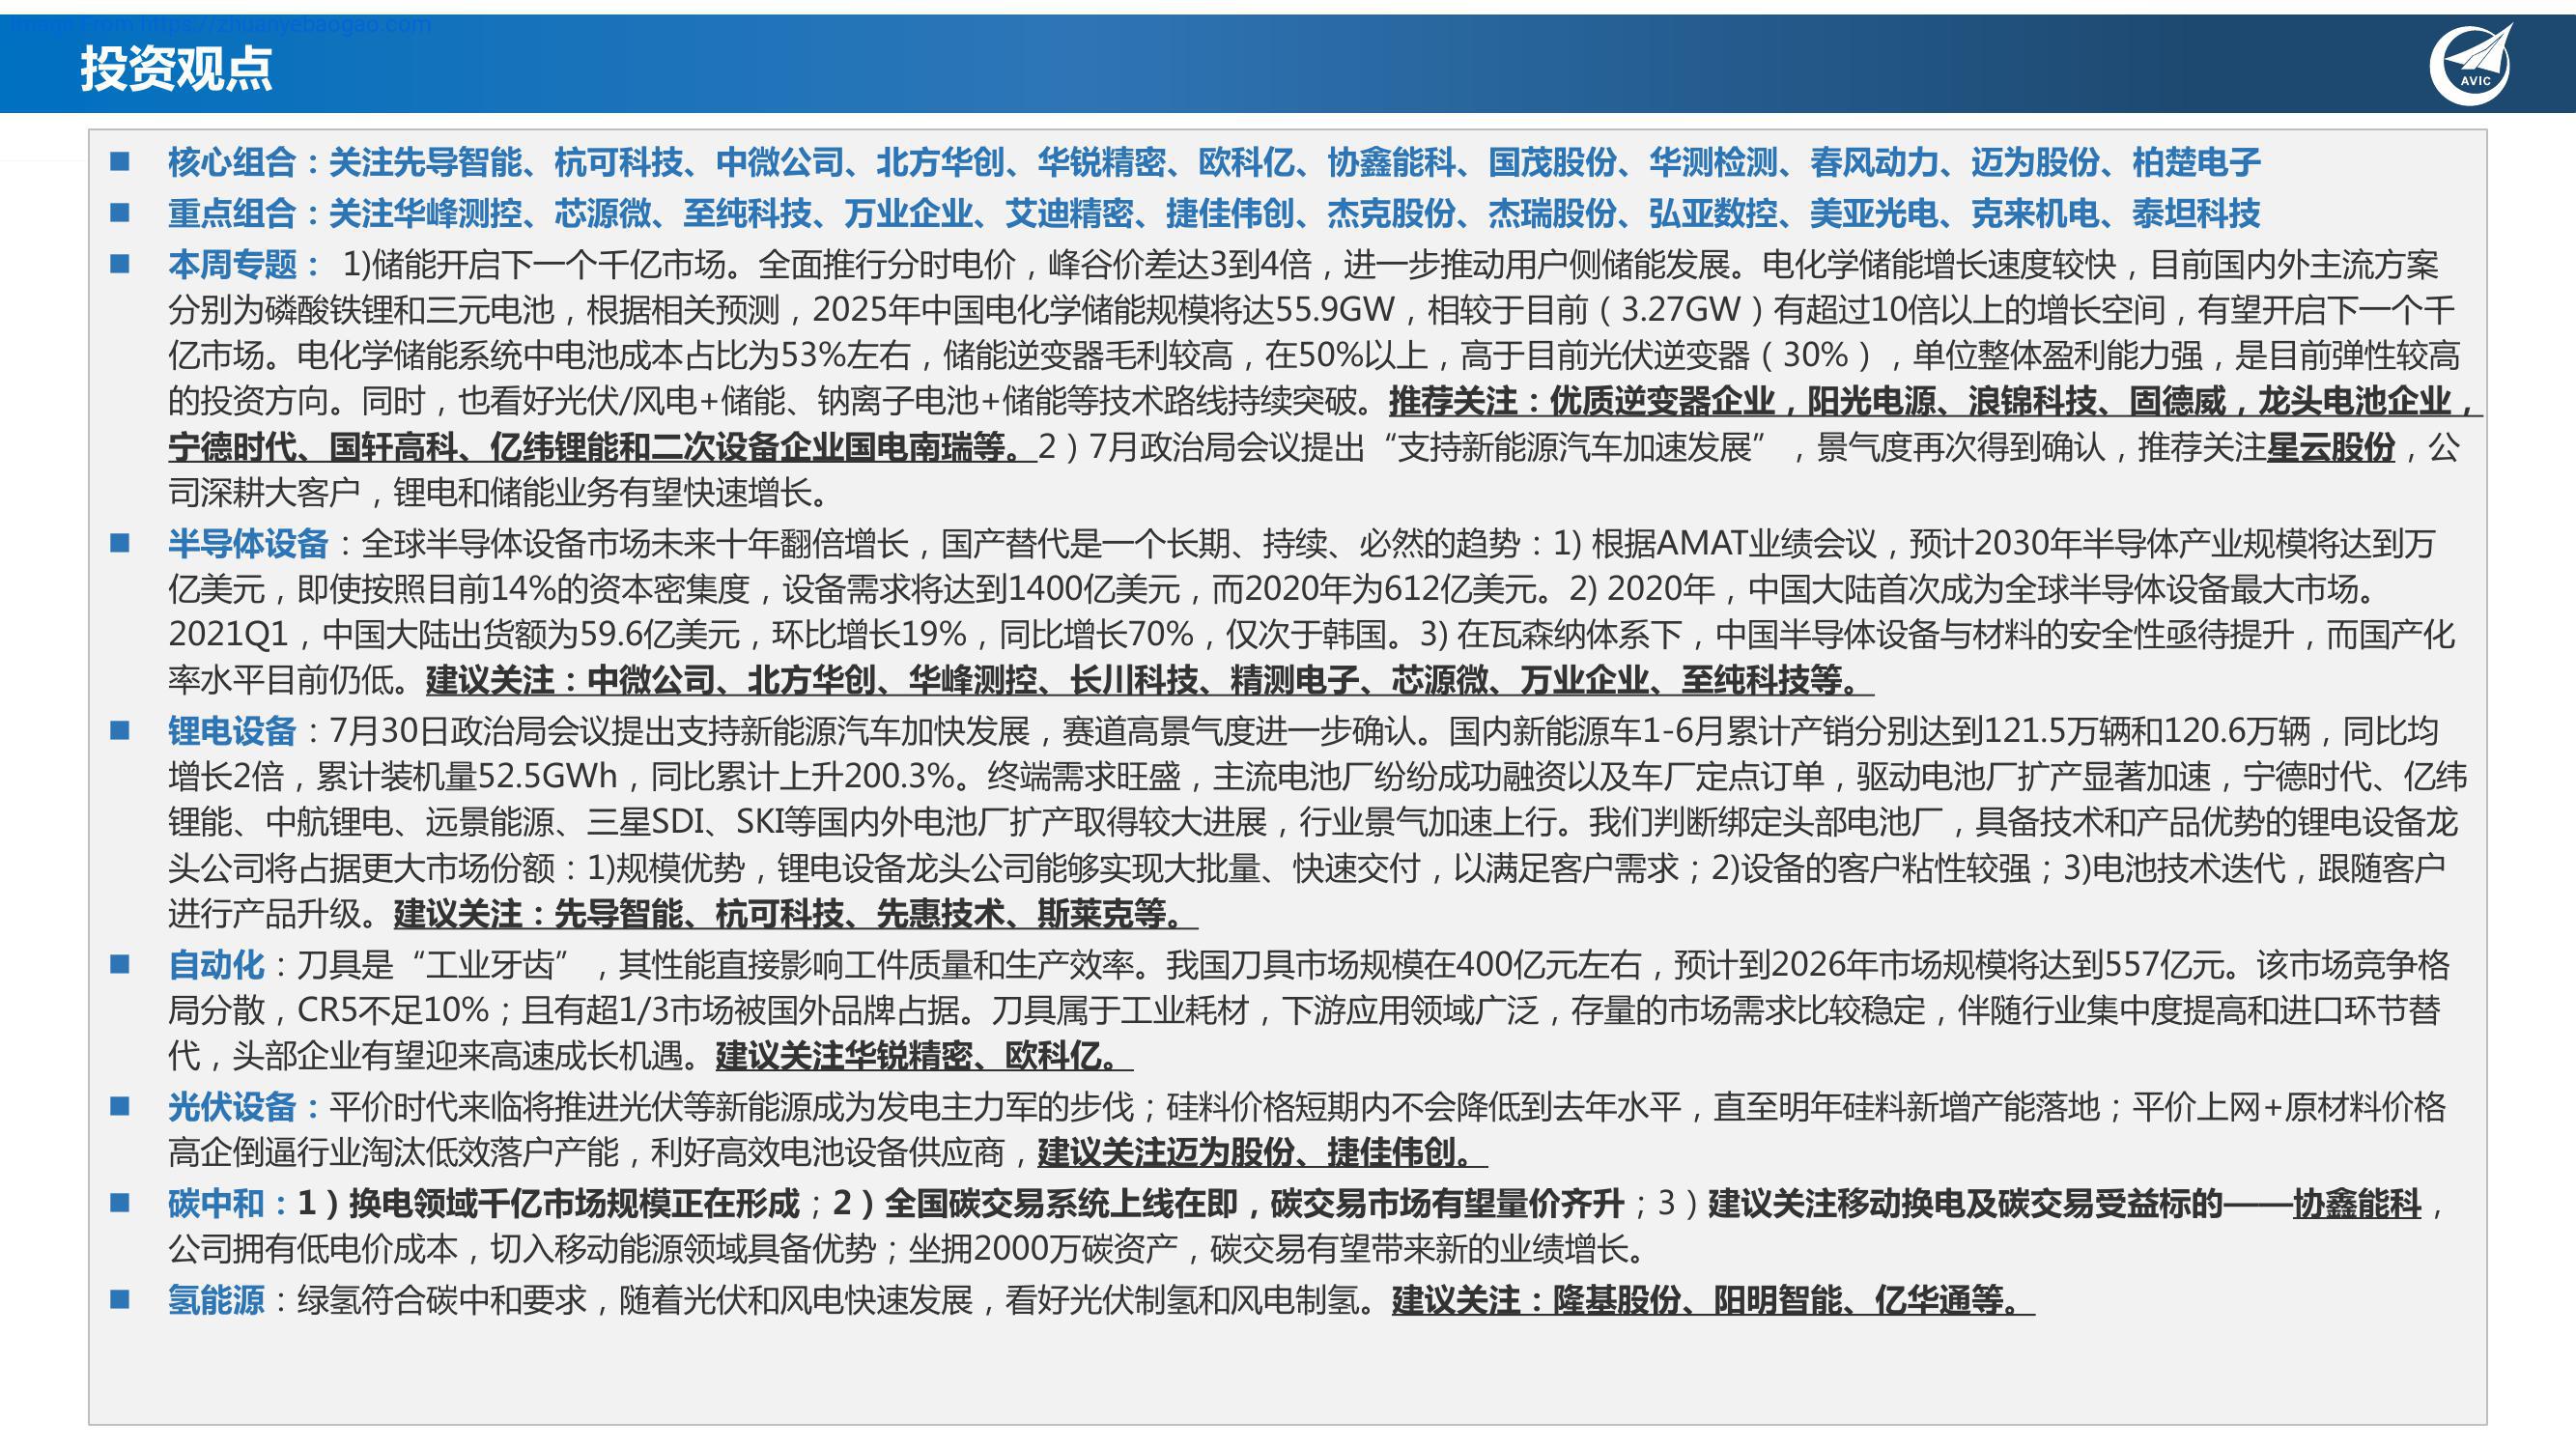 Image From https://zhuanyebaogao.com
投资观点
AVIC
■ 核心组合：关注先导智能、杭可科技、中微公司、北方华创、华锐精密、欧科亿、协鑫能科、国茂股份、华测检测、春风动力、迈为股份、柏楚电子
■ 重点组合：关注华峰测控、芯源微、至纯科技、万业企业、艾迪精密、捷佳伟创、杰克股份、杰瑞股份、弘亚数控、美亚光电、克来机电、泰坦科技
■ 本周专题： 1)储能开启下一个千亿市场。全面推行分时电价，峰谷价差达3到4倍，进一步推动用户侧储能发展。电化学储能增长速度较快，目前国内外主流方案
分别为磷酸铁锂和三元电池，根据相关预测，2025年中国电化学储能规模将达55.9GW，相较于目前（3.27GW）有超过10倍以上的增长空间，有望开启下一个千
亿市场。电化学储能系统中电池成本占比为53%左右，储能逆变器毛利较高，在50%以上，高于目前光伏逆变器（30%），单位整体盈利能力强，是目前弹性较高
的投资方向。同时，也看好光伏/风电+储能、钠离子电池+储能等技术路线持续突破。推荐关注：优质逆变器企业，阳光电源、浪锦科技、固德威，龙头电池企业，
宁德时代、国轩高科、亿纬锂能和二次设备企业国电南瑞等。2）7月政治局会议提出“支持新能源汽车加速发展”，景气度再次得到确认，推荐关注星云股份，公
司深耕大客户，锂电和储能业务有望快速增长。
■ 半导体设备：全球半导体设备市场未来十年翻倍增长，国产替代是一个长期、持续、必然的趋势：1) 根据AMAT业绩会议，预计2030年半导体产业规模将达到万
亿美元，即使按照目前14%的资本密集度，设备需求将达到1400亿美元，而2020年为612亿美元。2) 2020年，中国大陆首次成为全球半导体设备最大市场。
2021Q1，中国大陆出货额为59.6亿美元，环比增长19%，同比增长70%，仅次于韩国。3) 在瓦森纳体系下，中国半导体设备与材料的安全性亟待提升，而国产化
率水平目前仍低。建议关注：中微公司、北方华创、华峰测控、长川科技、精测电子、芯源微、万业企业、至纯科技等。
■ 锂电设备：7月30日政治局会议提出支持新能源汽车加快发展，赛道高景气度进一步确认。国内新能源车1-6月累计产销分别达到121.5万辆和120.6万辆，同比均
增长2倍，累计装机量52.5GWh，同比累计上升200.3%。终端需求旺盛，主流电池厂纷纷成功融资以及车厂定点订单，驱动电池厂扩产显著加速，宁德时代、亿纬
锂能、中航锂电、远景能源、三星SDI、SKI等国内外电池厂扩产取得较大进展，行业景气加速上行。我们判断绑定头部电池厂，具备技术和产品优势的锂电设备龙
头公司将占据更大市场份额：1)规模优势，锂电设备龙头公司能够实现大批量、快速交付，以满足客户需求；2)设备的客户粘性较强；3)电池技术迭代，跟随客户
进行产品升级。建议关注：先导智能、杭可科技、先惠技术、斯莱克等。
■ 自动化：刀具是“工业牙齿”，其性能直接影响工件质量和生产效率。我国刀具市场规模在400亿元左右，预计到2026年市场规模将达到557亿元。该市场竞争格
局分散，CR5不足10%；且有超1/3市场被国外品牌占据。刀具属于工业耗材，下游应用领域广泛，存量的市场需求比较稳定，伴随行业集中度提高和进口环节替
代，头部企业有望迎来高速成长机遇。建议关注华锐精密、欧科亿。
■ 光伏设备：平价时代来临将推进光伏等新能源成为发电主力军的步伐；硅料价格短期内不会降低到去年水平，直至明年硅料新增产能落地；平价上网+原材料价格
高企倒逼行业淘汰低效落户产能，利好高效电池设备供应商，建议关注迈为股份、捷佳伟创。
■ 碳中和：1）换电领域千亿市场规模正在形成；2）全国碳交易系统上线在即，碳交易市场有望量价齐升；3）建议关注移动换电及碳交易受益标的——协鑫能科，
公司拥有低电价成本，切入移动能源领域具备优势；坐拥2000万碳资产，碳交易有望带来新的业绩增长。
■ 氢能源：绿氢符合碳中和要求，随着光伏和风电快速发展，看好光伏制氢和风电制氢。建议关注：隆基股份、阳明智能、亿华通等。